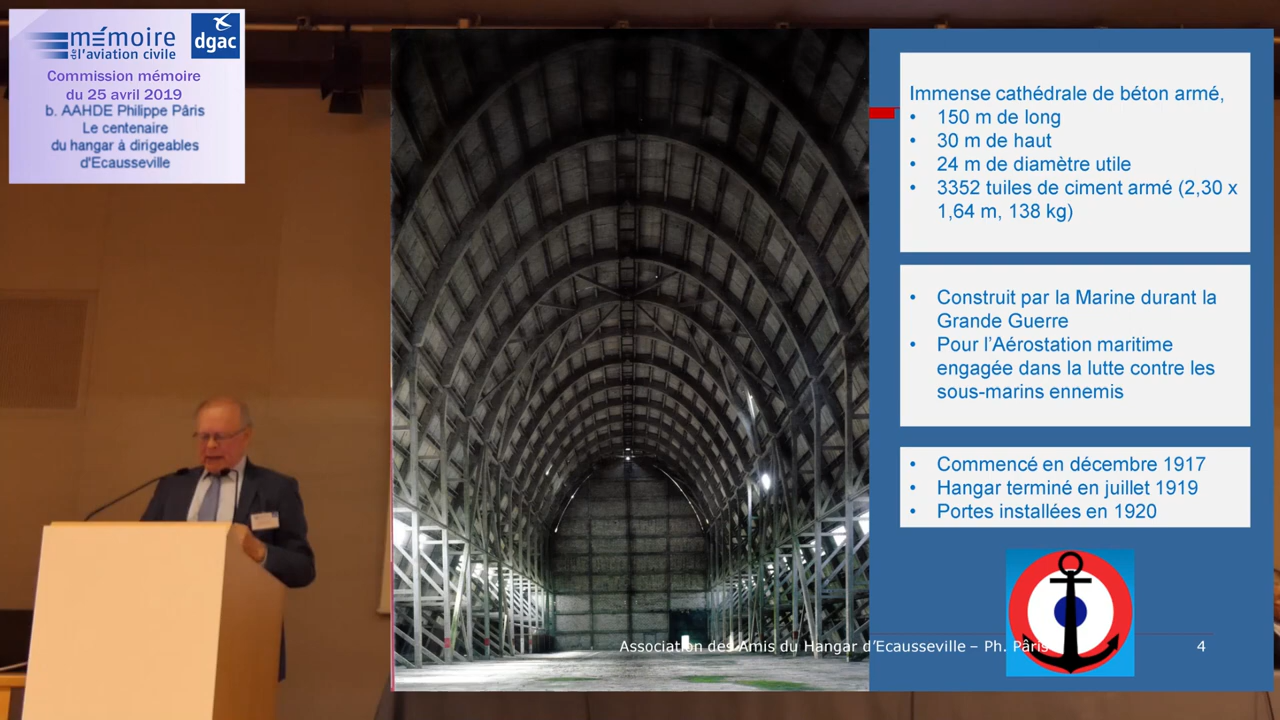 mémoire
de l'aviation civile
dgac
Commission mémoire
du 25 avril 2019
b. AAHDE Philippe Pâris
Le centenaire
du hangar à dirigeables
d'Ecausseville
Immense cathédrale de béton armé,
• 150 m de long
• 30 m de haut
• 24 m de diamètre utile
• 3352 tuiles de ciment armé (2,30 x
1,64 m, 138 kg)
• Construit par la Marine durant la
Grande Guerre
• Pour l'Aérostation maritime
engagée dans la lutte contre les
sous-marins ennemis
• Commencé en décembre 1917
• Hangar terminé en juillet 1919
• Portes installées en 1920
Association des Amis du Hangar d'Ecausseville – Ph. Pâris
4